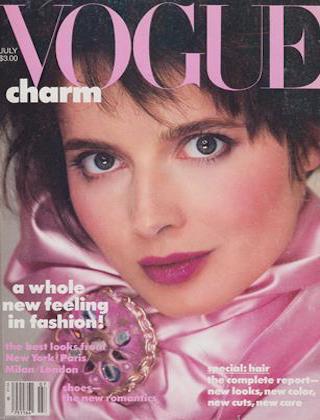 VOGUE
JULY
$3.00
charm
a whole
new feeling
in fashion!
the best looks from
New York/Paris
Milan/London
shoes—
the new romantics
special: hair
the complete report—
new looks, new color,
new cuts, new care